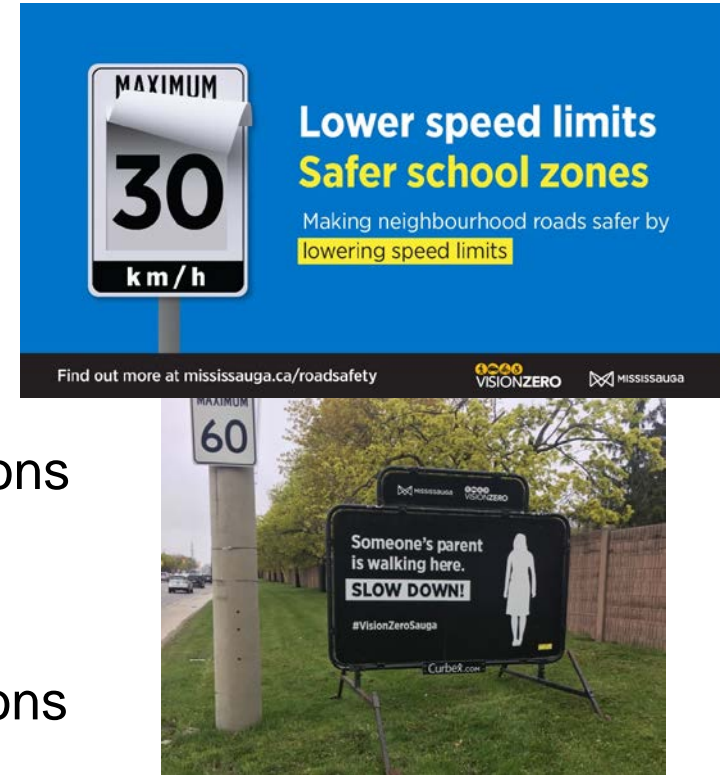 MAXIMUM
30
km/h
Lower speed limits
Safer school zones
Making neighbourhood roads safer by
lowering speed limits
Find out more at mississauga.ca/roadsafety
VISIONZERO
MISSISSAUGA
ons
ons
MAXIMUM
60
MISSISSAUGA
VISIONZERO
Someone's parent
is walking here.
SLOW DOWN!
#VisionZeroSauga
Curbex.com